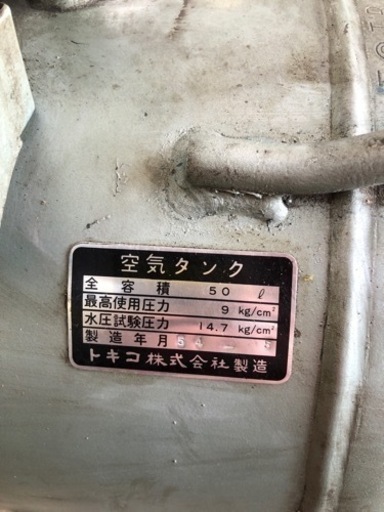 空気タンク
全容積 50 ℓ
最高使用圧力 9 kg/cm²
水圧試験圧力 14.7 kg/cm²
製造年月 54-5
トキコ株式会社製造